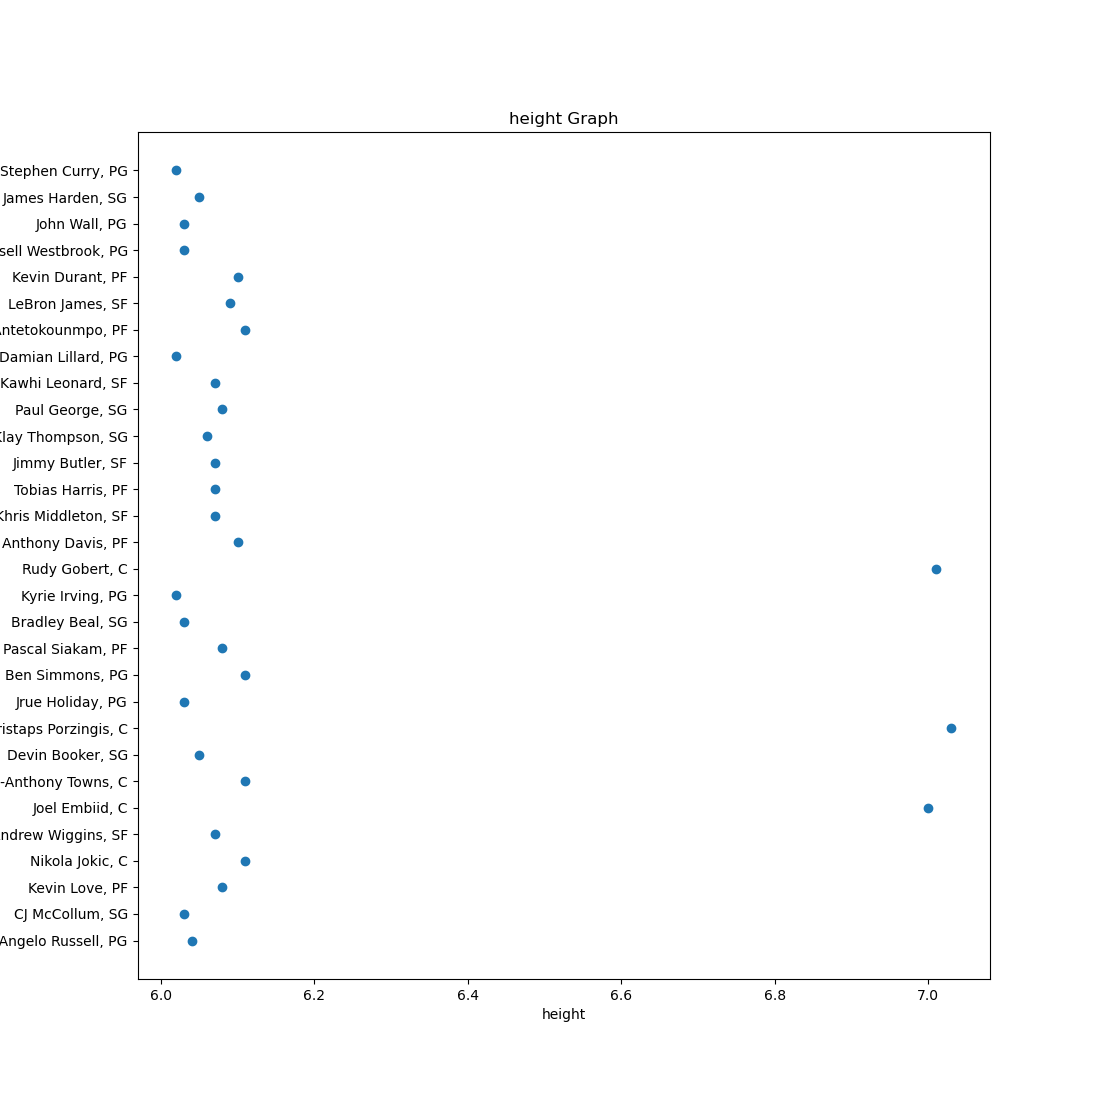 height Graph
Stephen Curry, PG
James Harden, SG
John Wall, PG
sell Westbrook, PG
Kevin Durant, PF
LeBron James, SF
Antetokounmpo, PF
Damian Lillard, PG
Kawhi Leonard, SF
Paul George, SG
Klay Thompson, SG
Jimmy Butler, SF
Tobias Harris, PF
Khris Middleton, SF
Anthony Davis, PF
Rudy Gobert, C
Kyrie Irving, PG
Bradley Beal, SG
Pascal Siakam, PF
Ben Simmons, PG
Jrue Holiday, PG
ristaps Porzingis, C
Devin Booker, SG
-Anthony Towns, C
Joel Embiid, C
Andrew Wiggins, SF
Nikola Jokic, C
Kevin Love, PF
CJ McCollum, SG
Angelo Russell, PG
6.0 6.2 6.4 6.6 6.8 7.0
height